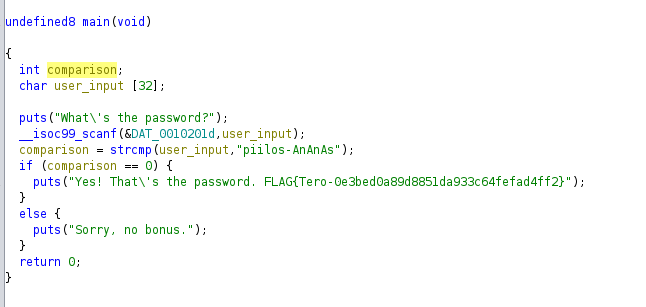 undefined8 main(void)
{
int comparison;
char user_input [32];
puts("What\'s the password?");
__isoc99_scanf(&DAT_0010201d,user_input);
comparison = strcmp(user_input,"piilos-AnAnAs");
if (comparison == 0) {
puts("Yes! That\'s the password. FLAG{Tero-0e3bed0a89d8851da933c64fefad4ff2}");
}
else {
puts("Sorry, no bonus.");
}
return 0;
}